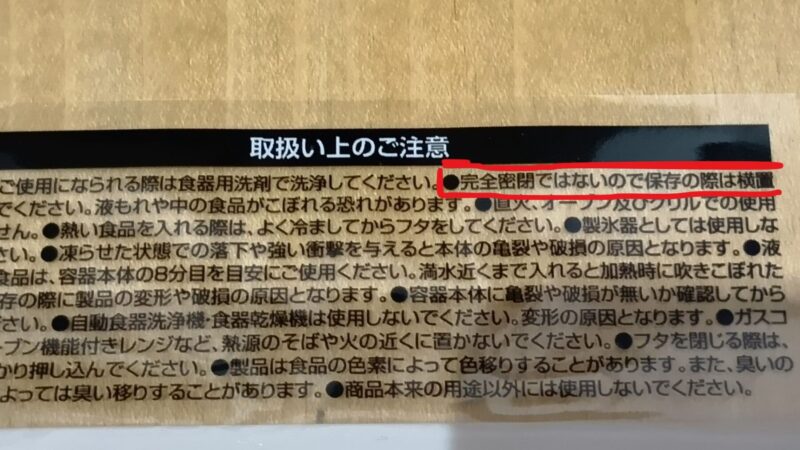 取扱い上のご注意
ご使用になられる際は食器用洗剤で洗浄してください。●完全密閉ではないので保存の際は横置
でください。液もれや中の食品がこぼれる恐れがあります。●直火、オーブン及びグリルでの使用
せん。●熱い食品を入れる際は、よく冷ましてからフタをしてください。●製氷器としては使用しな
さい。●凍らせた状態での落下や強い衝撃を与えると本体の亀裂や破損の原因となります。●液
食品は、容器本体の8分目を目安にご使用ください。満水近くまで入れると加熱時に吹きこぼれた
存の際に製品の変形や破損の原因となります。●容器本体に亀裂や破損が無いか確認してから
ださい。●自動食器洗浄機・食器乾燥機は使用しないでください。変形の原因となります。●ガスコ
ーブン機能付きレンジなど、熱源のそばや火の近くに置かないでください。●フタを閉じる際は、
かり押し込んでください。●製品は食品の色素によって色移りすることがあります。また、臭いの
よっては臭い移りすることがあります。●商品本来の用途以外には使用しないでください。